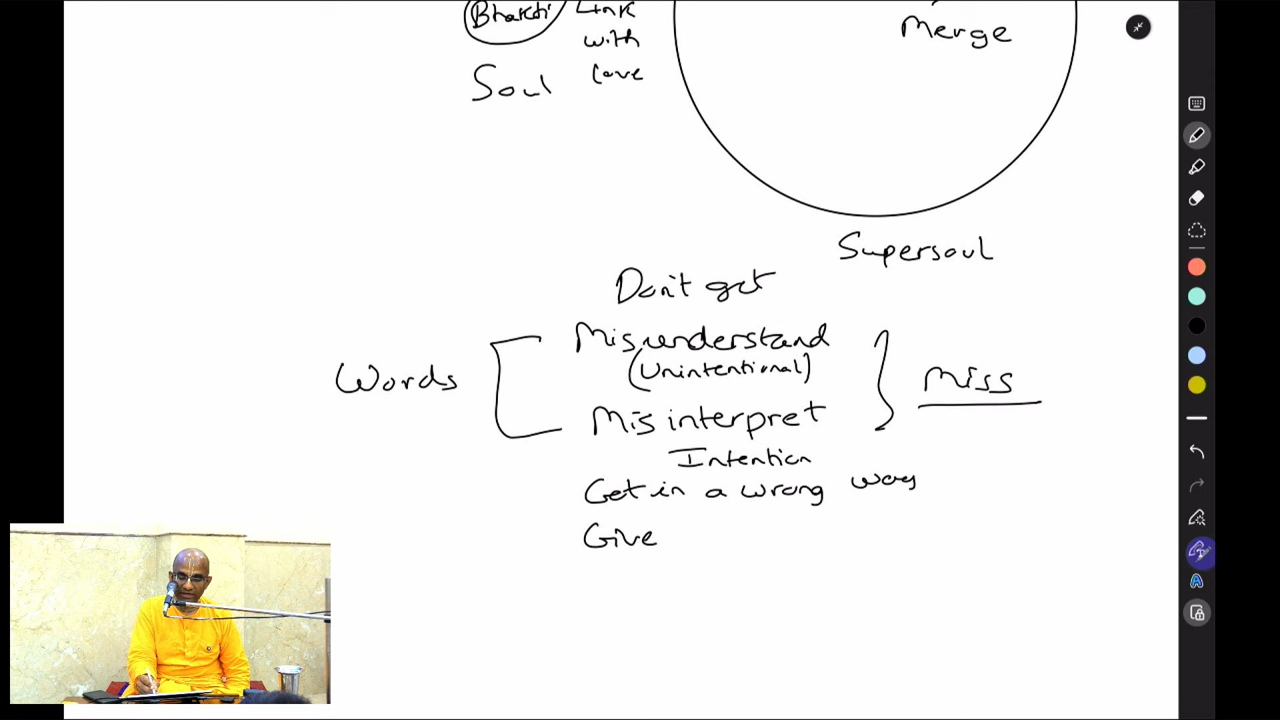 Bhakti Link
with
love
Soul
Merge
Supersoul
Don't get
Misunderstand
(Unintentional)
Words
Miss
Misinterpret
Intention
Get in a wrong way
Give
A